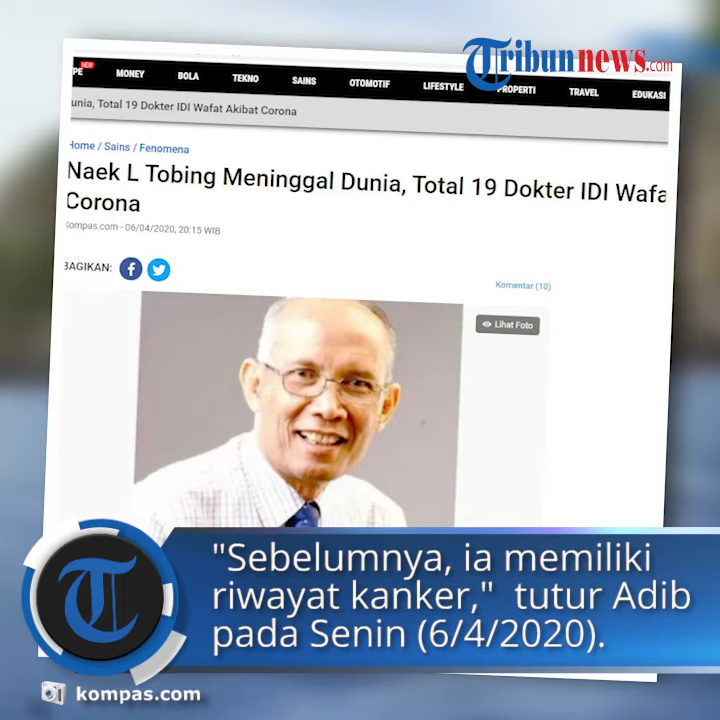 Tribunnews.com
PE NEW MONEY BOLA TEKNO SAINS OTOMOTIF LIFESTYLE PROPERTI TRAVEL EDUKASI
unia, Total 19 Dokter IDI Wafat Akibat Corona
Home / Sains / Fenomena
Naek L Tobing Meninggal Dunia, Total 19 Dokter IDI Wafa
Corona
Kompas.com - 06/04/2020, 20:15 WIB
BAGIKAN:
Komentar (10)
Lihat Foto
"Sebelumnya, ia memiliki
riwayat kanker," tutur Adib
pada Senin (6/4/2020).
kompas.com